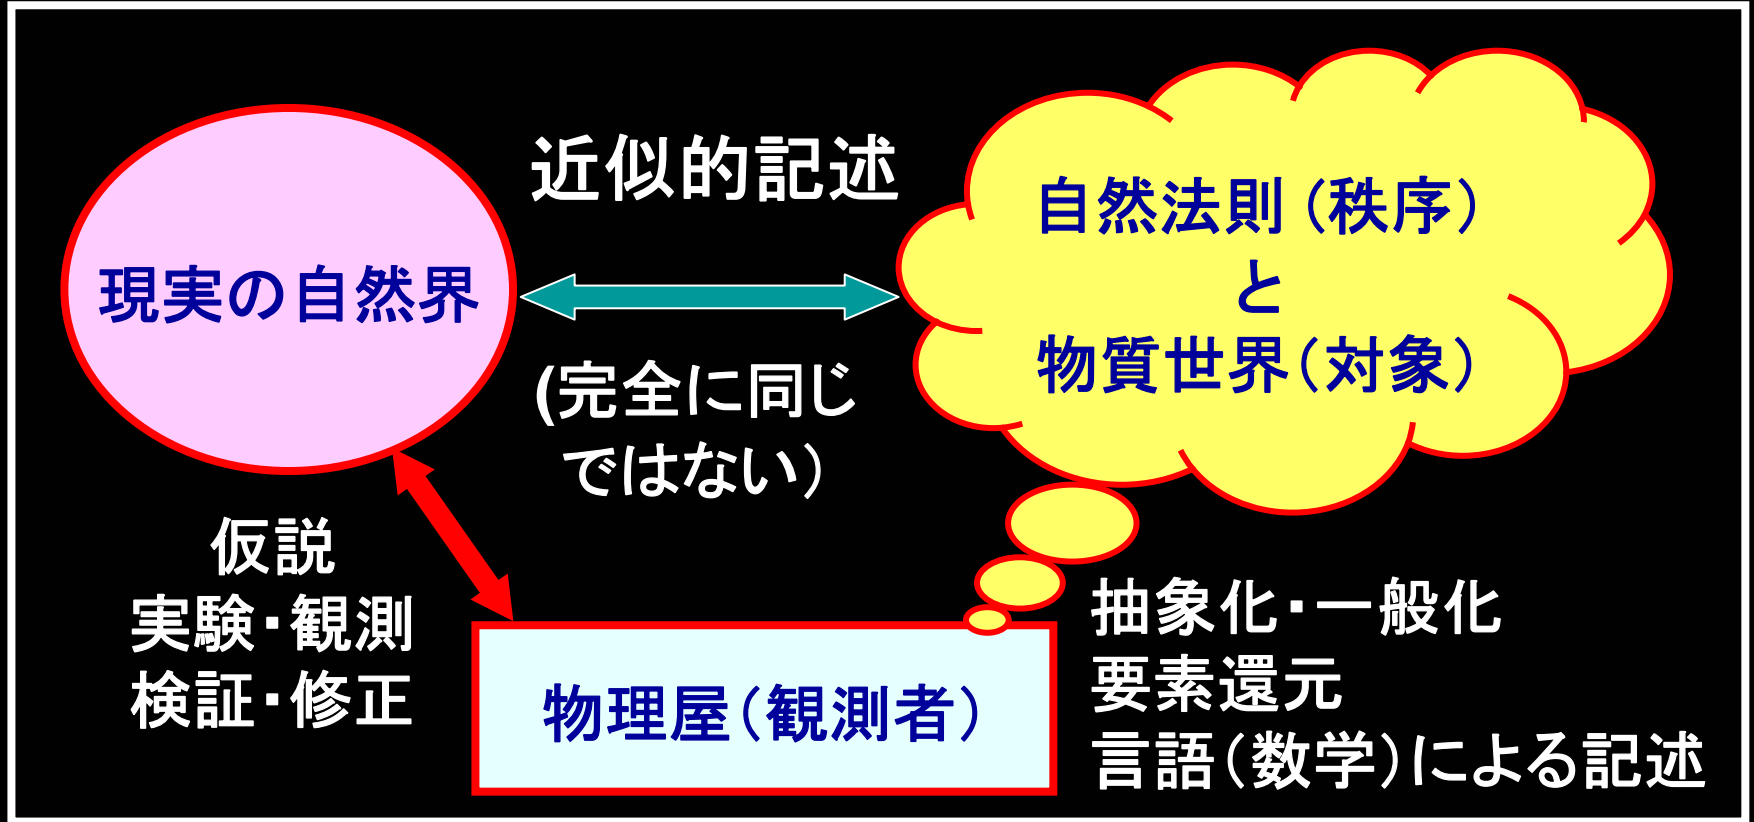 近似的記述
現実の自然界
自然法則（秩序）
と
物質世界（対象）
(完全に同じ
ではない）
仮説
実験・観測
検証・修正
物理屋（観測者）
抽象化・一般化
要素還元
言語（数学）による記述